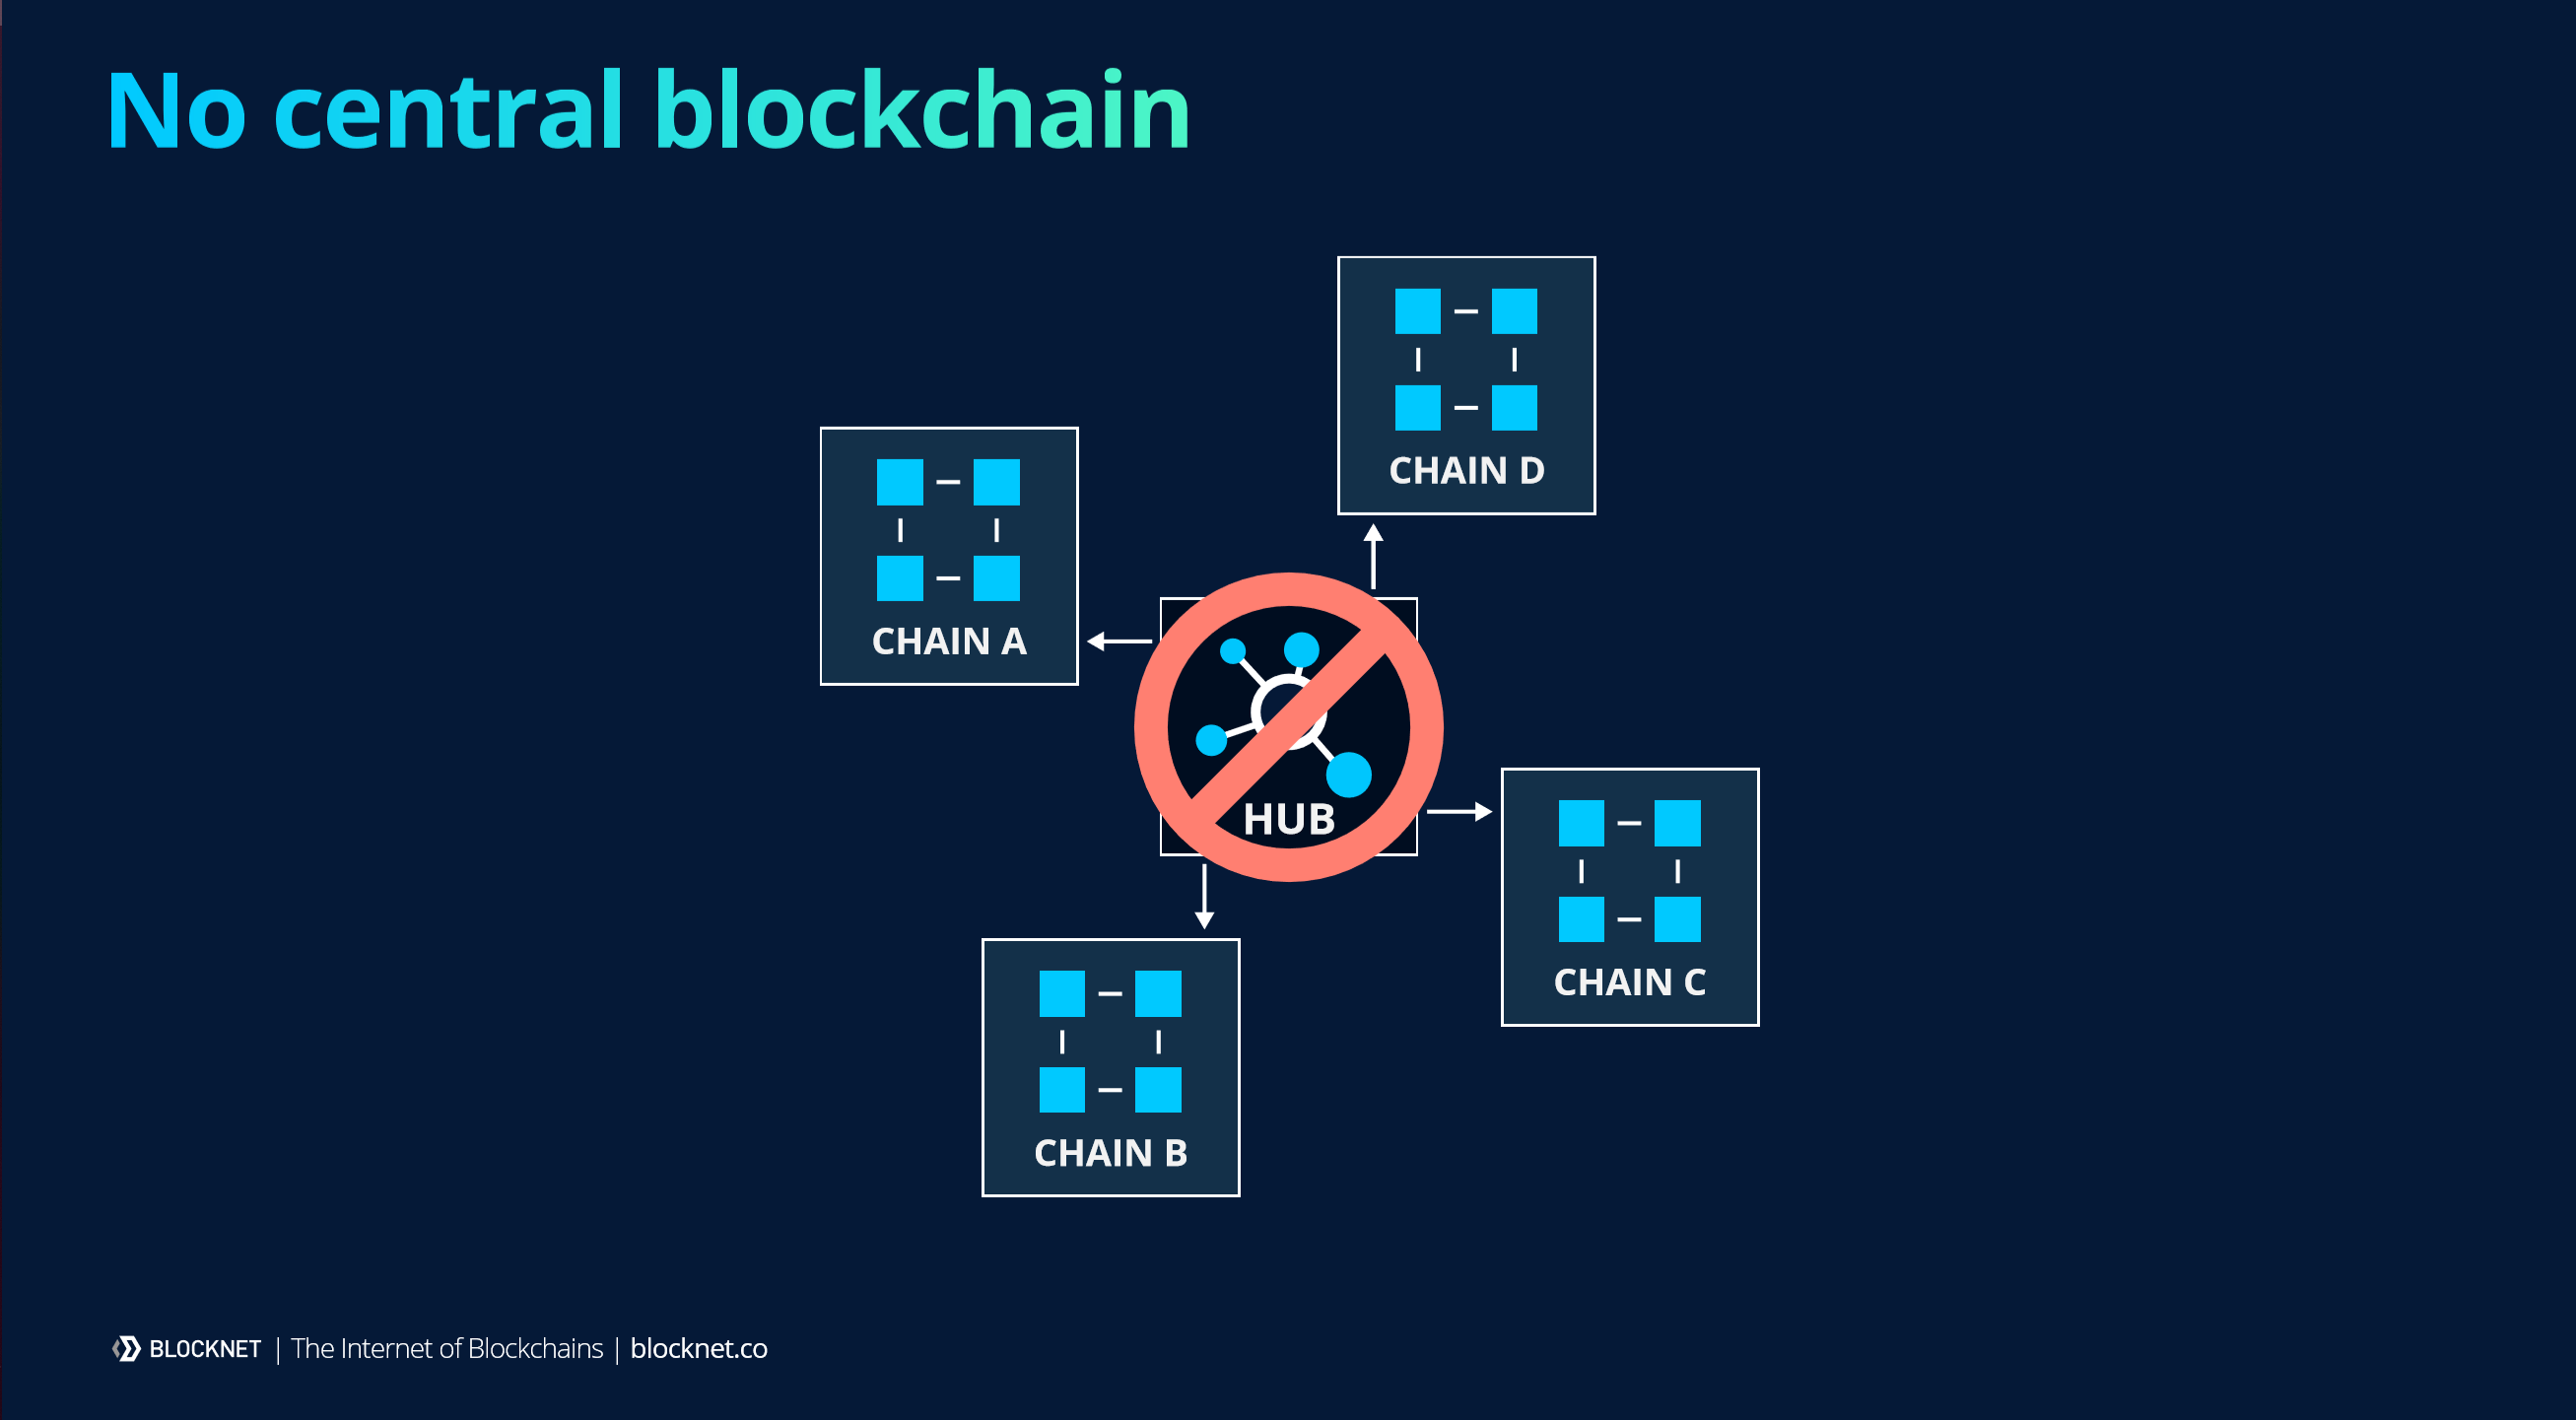 No central blockchain
CHAIN D
CHAIN A
HUB
CHAIN C
CHAIN B
BLOCKNET | The Internet of Blockchains | blocknet.co